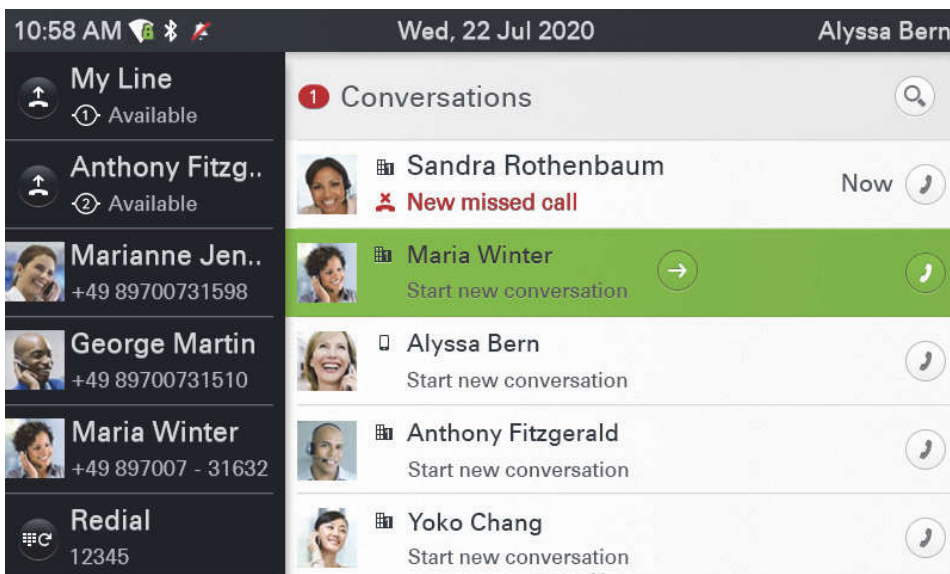 10:58 AM Wed, 22 Jul 2020 Alyssa Bern
My Line
1 Available
Anthony Fitzg..
2 Available
Marianne Jen..
+49 89700731598
George Martin
+49 89700731510
Maria Winter
+49 897007 - 31632
Redial
12345
1 Conversations
Sandra Rothenbaum
New missed call
Now
Maria Winter
Start new conversation
Alyssa Bern
Start new conversation
Anthony Fitzgerald
Start new conversation
Yoko Chang
Start new conversation